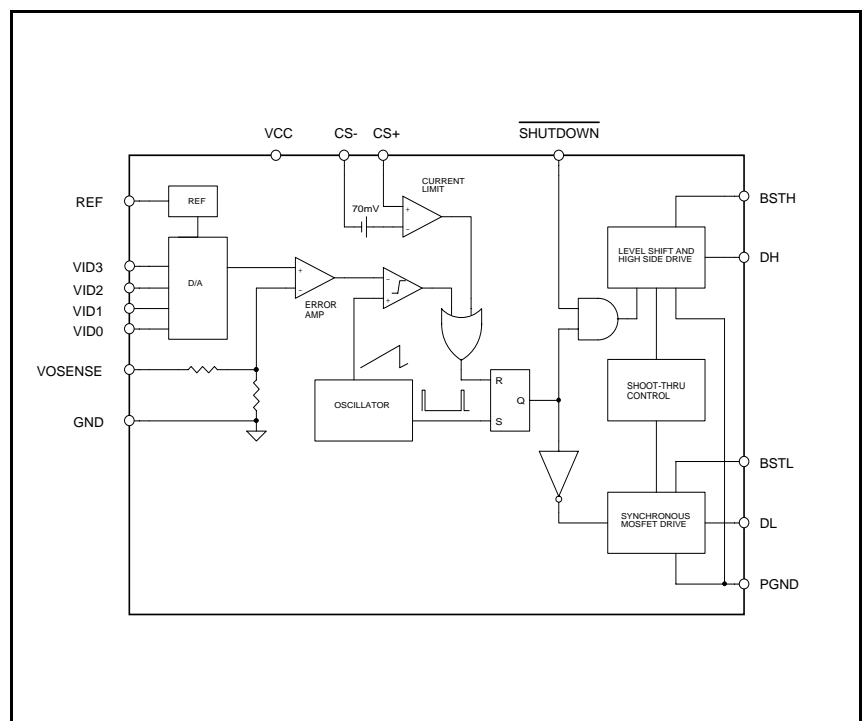 SHUTDOWN
VCC
CS-
CS+
CURRENT
LIMIT
REF
REF
70mV
+
-
BSTH
LEVEL SHIFT AND
HIGH SIDE DRIVE
DH
VID3
VID2
VID1
VID0
D/A
+
-
ERROR
AMP
-
+
VOSENSE
GND
OSCILLATOR
R
Q
S
SHOOT-THRU
CONTROL
BSTL
SYNCHRONOUS
MOSFET DRIVE
DL
PGND